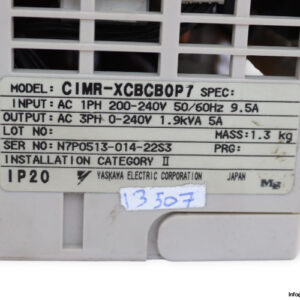 MODEL: CIMR-XCBCB0P7 SPEC:
INPUT: AC 1PH 200-240V 50/60Hz 9.5A
OUTPUT: AC 3PH 0-240V 1.9kVA 5A
LOT NO: MASS: 1.3 kg
SER NO: N7P0513-014-22S3 PRG:
INSTALLATION CATEGORY II
IP20 YASKAWA ELECTRIC CORPORATION JAPAN
13507